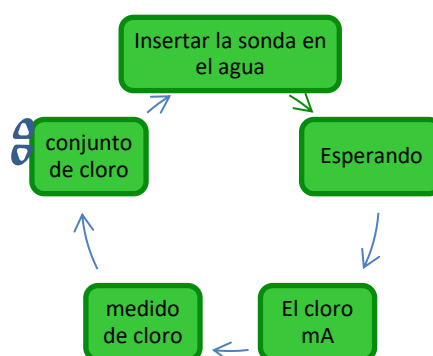 Insertar la sonda en
el agua
Esperando
El cloro
mA
medido
de cloro
conjunto
de cloro